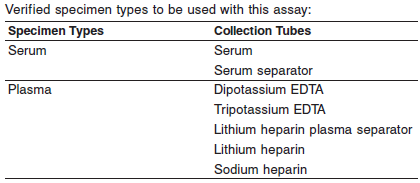 Verified specimen types to be used with this assay:
Specimen Types Collection Tubes
Serum Serum
Serum separator
Plasma Dipotassium EDTA
Tripotassium EDTA
Lithium heparin plasma separator
Lithium heparin
Sodium heparin